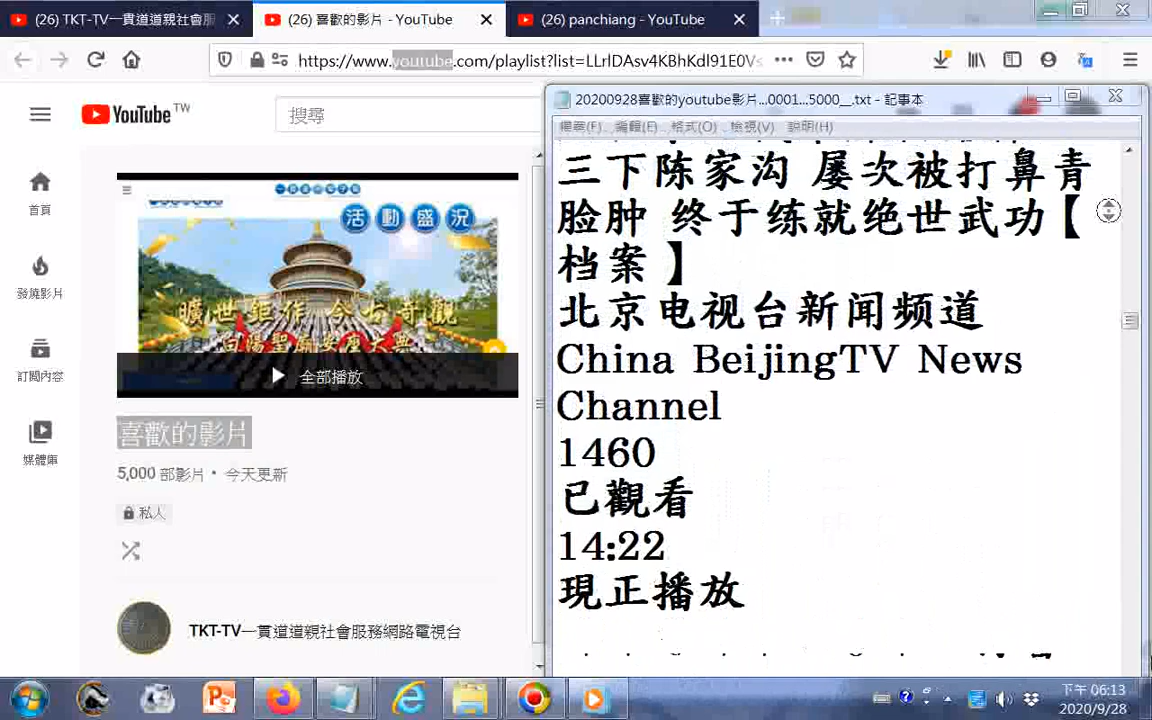 (26) TKT-TV一貫道道親社會服
(26) 喜歡的影片 - YouTube
(26) panchiang - YouTube
https://www.youtube.com/playlist?list=LLrlDAsv4KBhKdl91E0Vs
YouTube TW
搜尋
首頁
發燒影片
訂閱內容
媒體庫
活動盛況
曠世鉅作 今古奇觀
全部播放
喜歡的影片
5,000 部影片・今天更新
私人
TKT-TV一貫道道親社會服務網路電視台
20200928喜歡的youtube影片...0001...5000__.txt - 記事本
檔案(F) 編輯(E) 格式(O) 檢視(V) 說明(H)
三下陈家沟 屡次被打鼻青
脸肿 终于练就绝世武功【
档案 】
北京电视台新闻频道
China BeijingTV News
Channel
1460
已觀看
14:22
現正播放
下午 06:13
2020/9/28